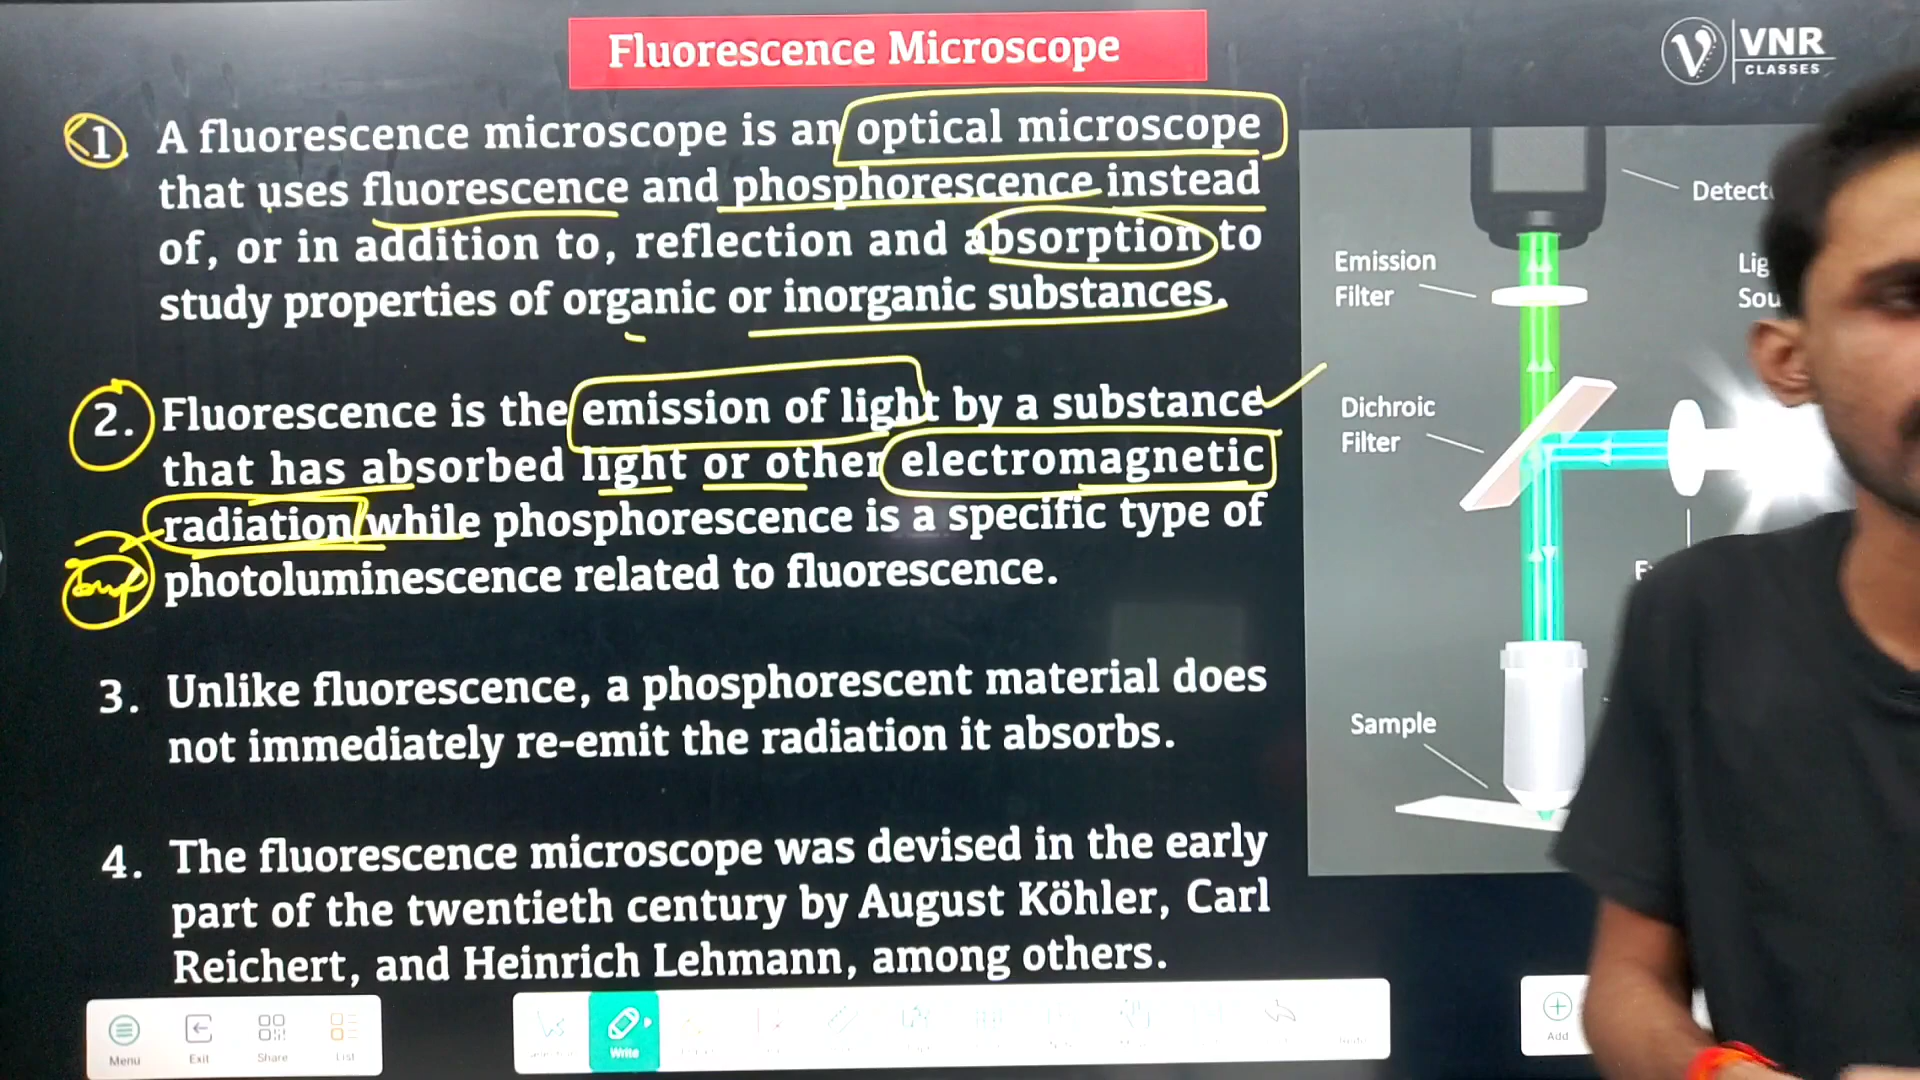 Fluorescence Microscope
VNR
CLASSES
1. A fluorescence microscope is an optical microscope
that uses fluorescence and phosphorescence instead
of, or in addition to, reflection and absorption to
study properties of organic or inorganic substances.
2. Fluorescence is the emission of light by a substance
that has absorbed light or other electromagnetic
radiation while phosphorescence is a specific type of
photoluminescence related to fluorescence.
3. Unlike fluorescence, a phosphorescent material does
not immediately re-emit the radiation it absorbs.
4. The fluorescence microscope was devised in the early
part of the twentieth century by August Köhler, Carl
Reichert, and Heinrich Lehmann, among others.
Emission
Filter
Dichroic
Filter
Sample
Menu
Exit
Share
List
Write
Add